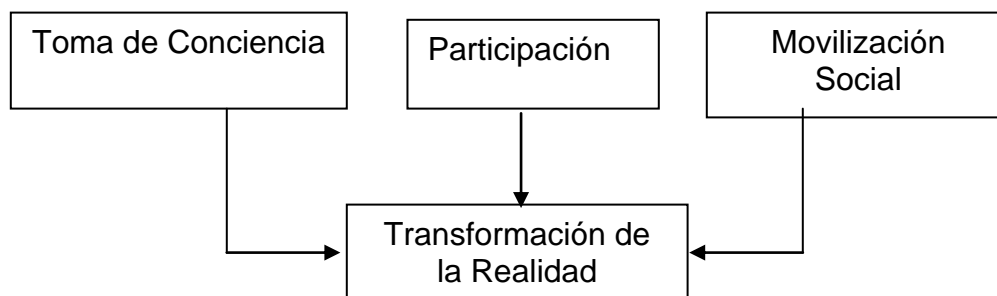 Toma de Conciencia
Participación
Movilización
Social
Transformación de
la Realidad